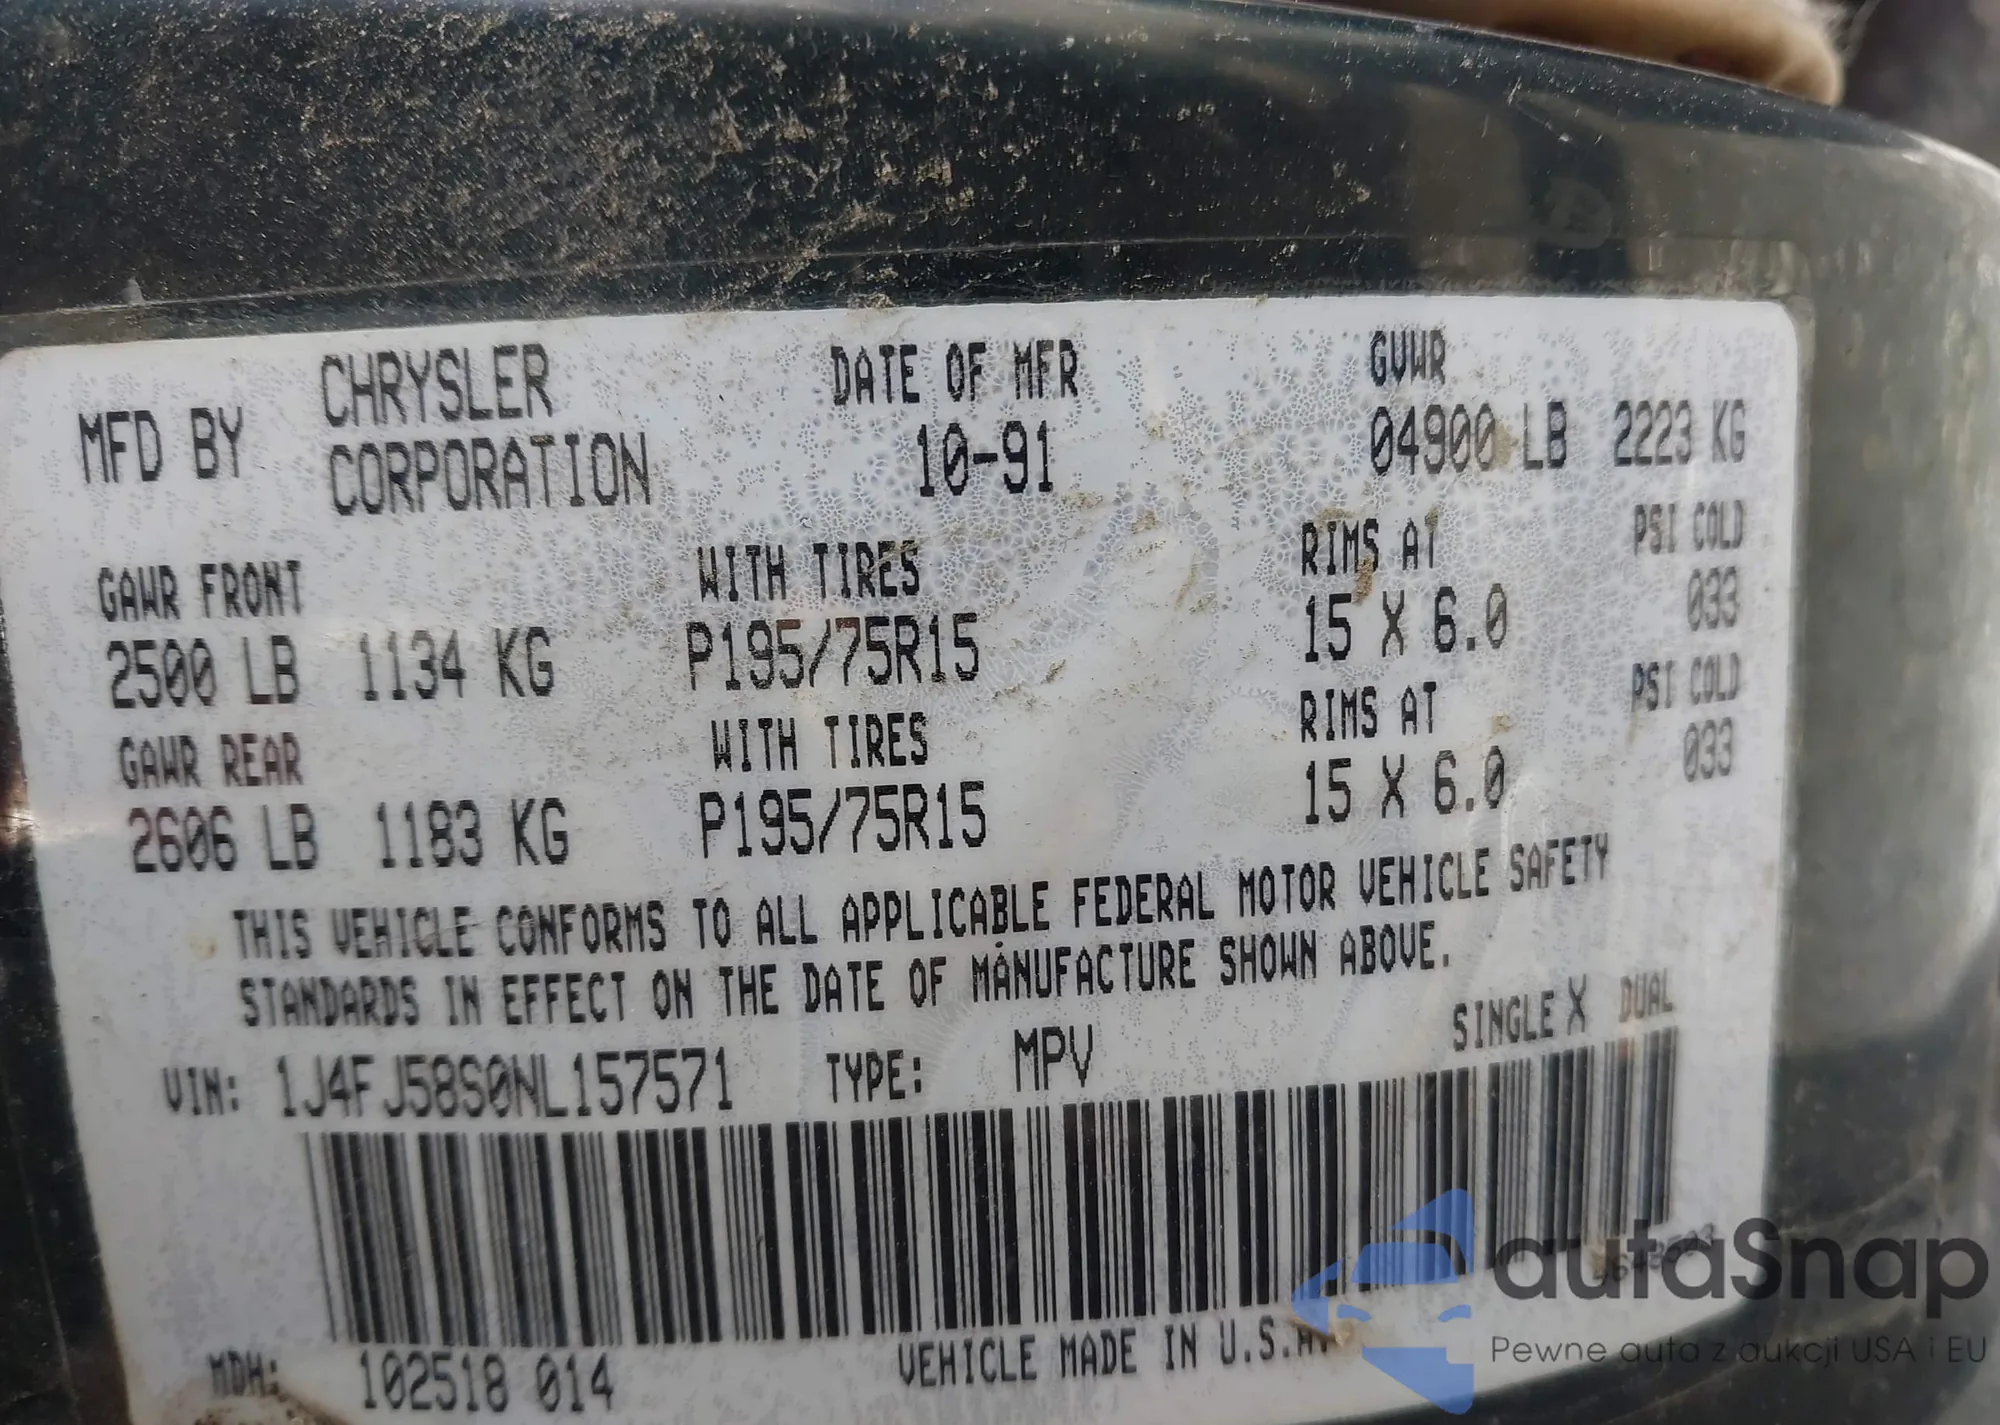 MFD BY CHRYSLER CORPORATION
DATE OF MFR
10-91
GVWR
04900 LB 2223 KG
GAWR FRONT WITH TIRES RIMS AT PSI COLD
2500 LB 1134 KG P195/75R15 15 X 6.0 033
GAWR REAR WITH TIRES RIMS AT PSI COLD
2606 LB 1183 KG P195/75R15 15 X 6.0 033
THIS VEHICLE CONFORMS TO ALL APPLICABLE FEDERAL MOTOR VEHICLE SAFETY
STANDARDS IN EFFECT ON THE DATE OF MANUFACTURE SHOWN ABOVE.
VIN: 1J4FJ58S0NL157571 TYPE: MPV SINGLE X DUAL
MDH: 102518 014 VEHICLE MADE IN U.S.A.
autaSnap
Pewne auta z aukcji USA i EU